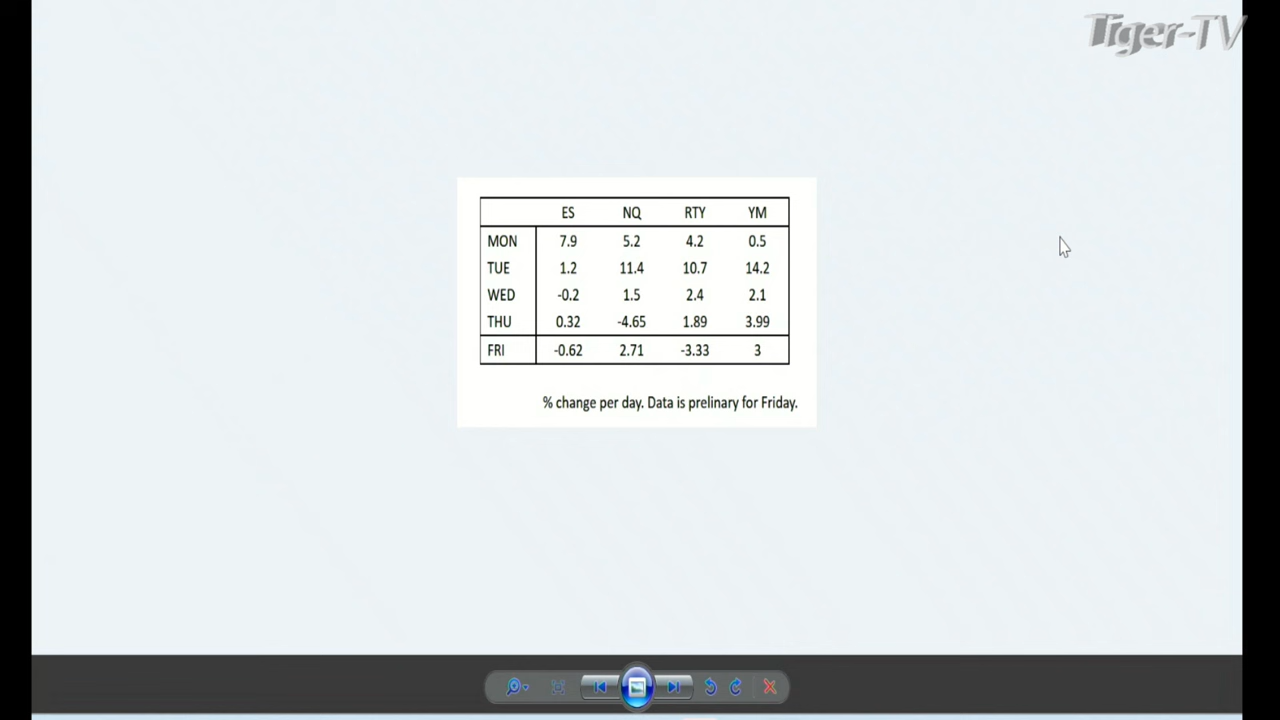 Tiger-TV
ES NQ RTY YM
MON 7.9 5.2 4.2 0.5
TUE 1.2 11.4 10.7 14.2
WED -0.2 1.5 2.4 2.1
THU 0.32 -4.65 1.89 3.99
FRI -0.62 2.71 -3.33 3
% change per day. Data is prelinary for Friday.